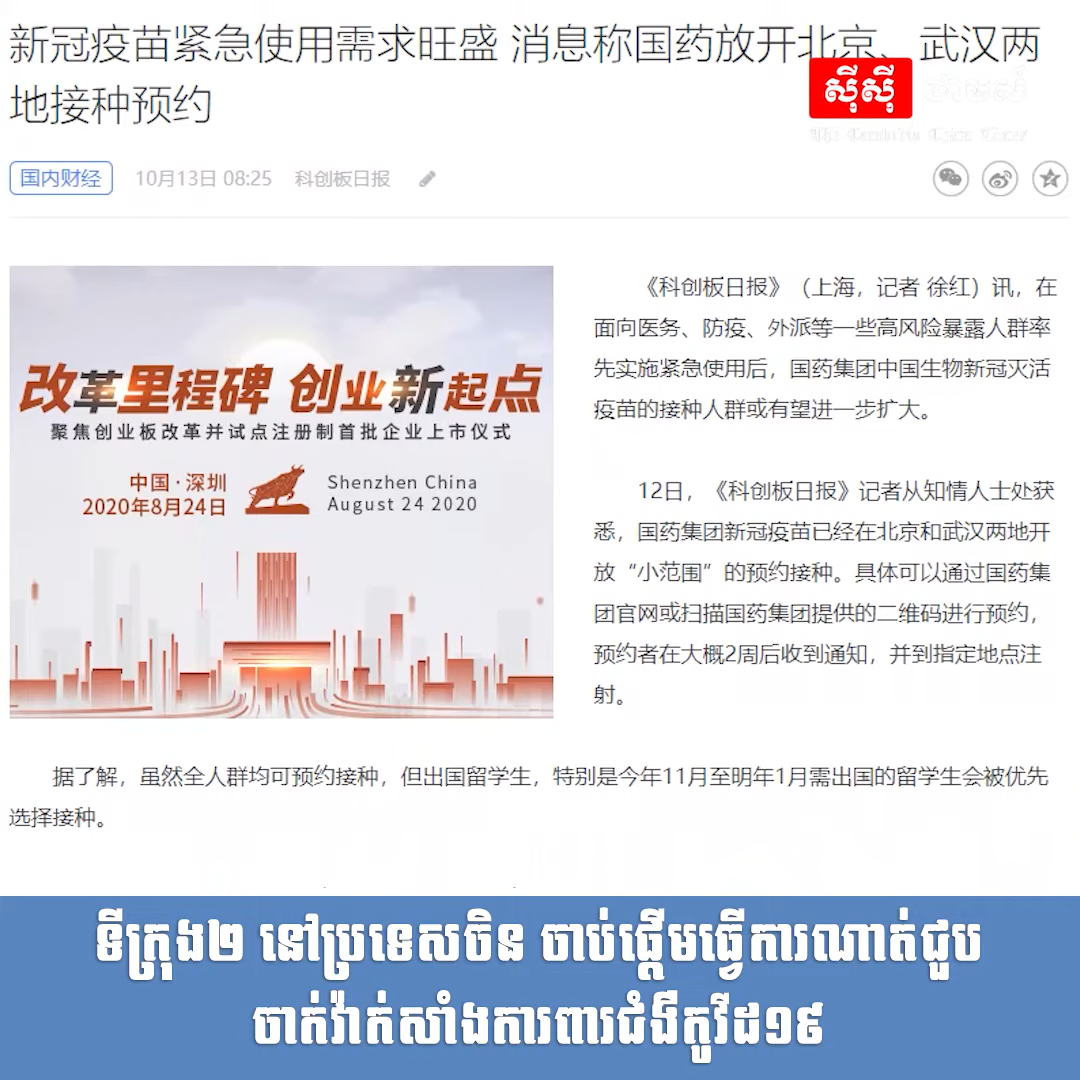 新冠疫苗紧急使用需求旺盛 消息称国药放开北京、武汉两
地接种预约
ស៊ីស៊ី
国内财经 10月13日 08:25 科创板日报
《科创板日报》（上海，记者 徐红）讯，在
面向医务、防疫、外派等一些高风险暴露人群率
先实施紧急使用后，国药集团中国生物新冠灭活
疫苗的接种人群或有望进一步扩大。
改革里程碑 创业新起点
聚焦创业板改革并试点注册制首批企业上市仪式
中国·深圳
2020年8月24日
Shenzhen China
August 24 2020
12日，《科创板日报》记者从知情人士处获
悉，国药集团新冠疫苗已经在北京和武汉两地开
放“小范围”的预约接种。具体可以通过国药集
团官网或扫描国药集团提供的二维码进行预约，
预约者在大概2周后收到通知，并到指定地点注
射。
据了解，虽然全人群均可预约接种，但出国留学生，特别是今年11月至明年1月需出国的留学生会被优先
选择接种。
ទីក្រុង២ នៅប្រទេសចិន ចាប់ផ្តើមធ្វើការណាត់ជួប
ចាក់វ៉ាក់សាំងការពារជំងឺកូវីដ១៩